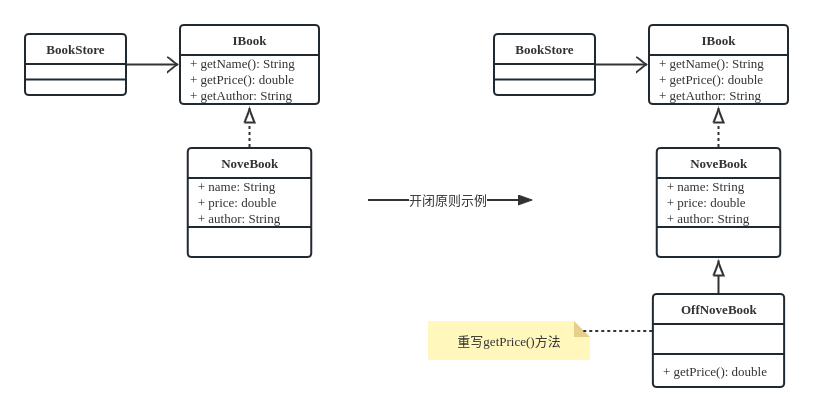 BookStore
IBook
+ getName(): String
+ getPrice(): double
+ getAuthor: String
NoveBook
+ name: String
+ price: double
+ author: String
开闭原则示例
BookStore
IBook
+ getName(): String
+ getPrice(): double
+ getAuthor: String
NoveBook
+ name: String
+ price: double
+ author: String
OffNoveBook
+ getPrice(): double
重写getPrice()方法